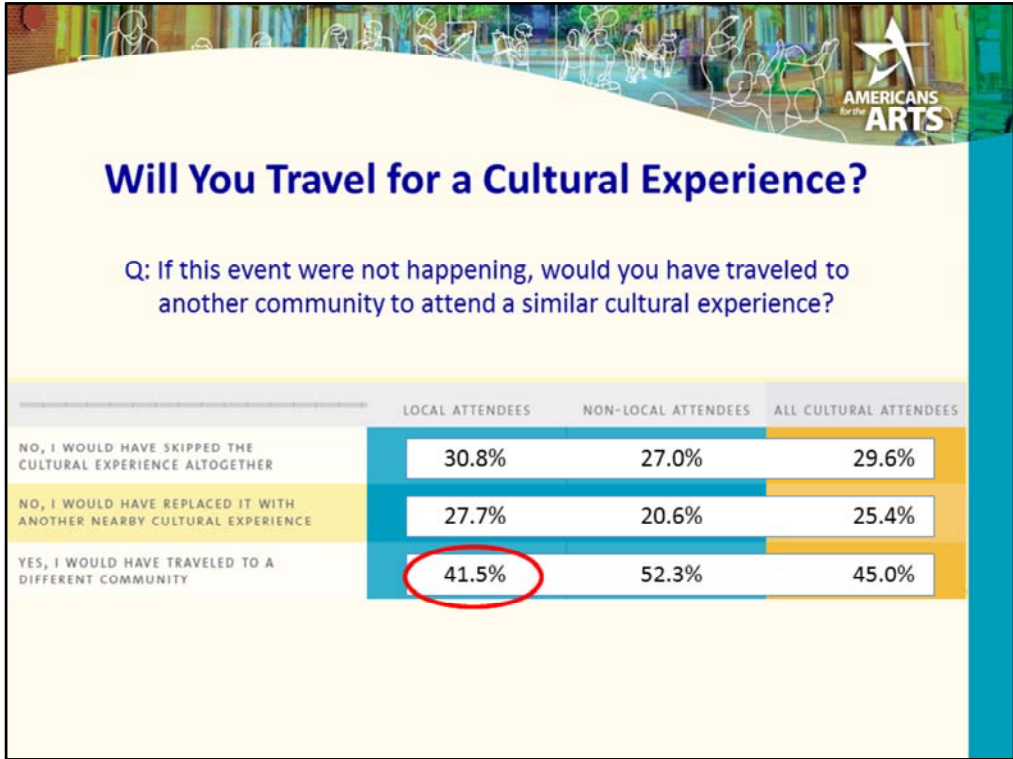 AMERICANS
for the ARTS
Will You Travel for a Cultural Experience?
Q: If this event were not happening, would you have traveled to
another community to attend a similar cultural experience?
LOCAL ATTENDEES NON-LOCAL ATTENDEES ALL CULTURAL ATTENDEES
NO, I WOULD HAVE SKIPPED THE
CULTURAL EXPERIENCE ALTOGETHER
30.8% 27.0% 29.6%
NO, I WOULD HAVE REPLACED IT WITH
ANOTHER NEARBY CULTURAL EXPERIENCE
27.7% 20.6% 25.4%
YES, I WOULD HAVE TRAVELED TO A
DIFFERENT COMMUNITY
41.5% 52.3% 45.0%